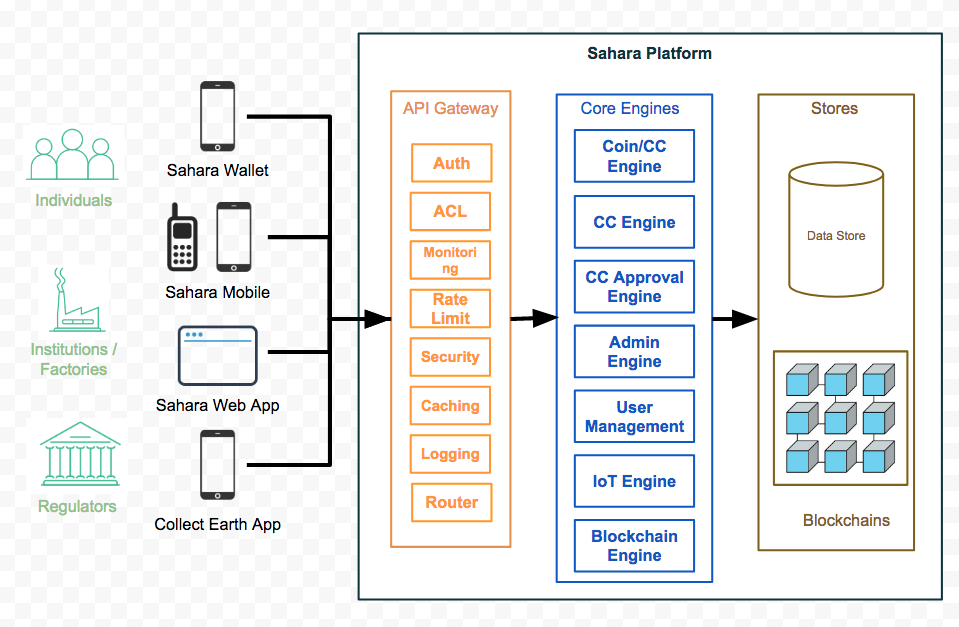 Sahara Platform
Individuals
Institutions /
Factories
Regulators
Sahara Wallet
Sahara Mobile
Sahara Web App
Collect Earth App
API Gateway
Auth
ACL
Monitori
ng
Rate
Limit
Security
Caching
Logging
Router
Core Engines
Coin/CC
Engine
CC Engine
CC Approval
Engine
Admin
Engine
User
Management
IoT Engine
Blockchain
Engine
Stores
Data Store
Blockchains